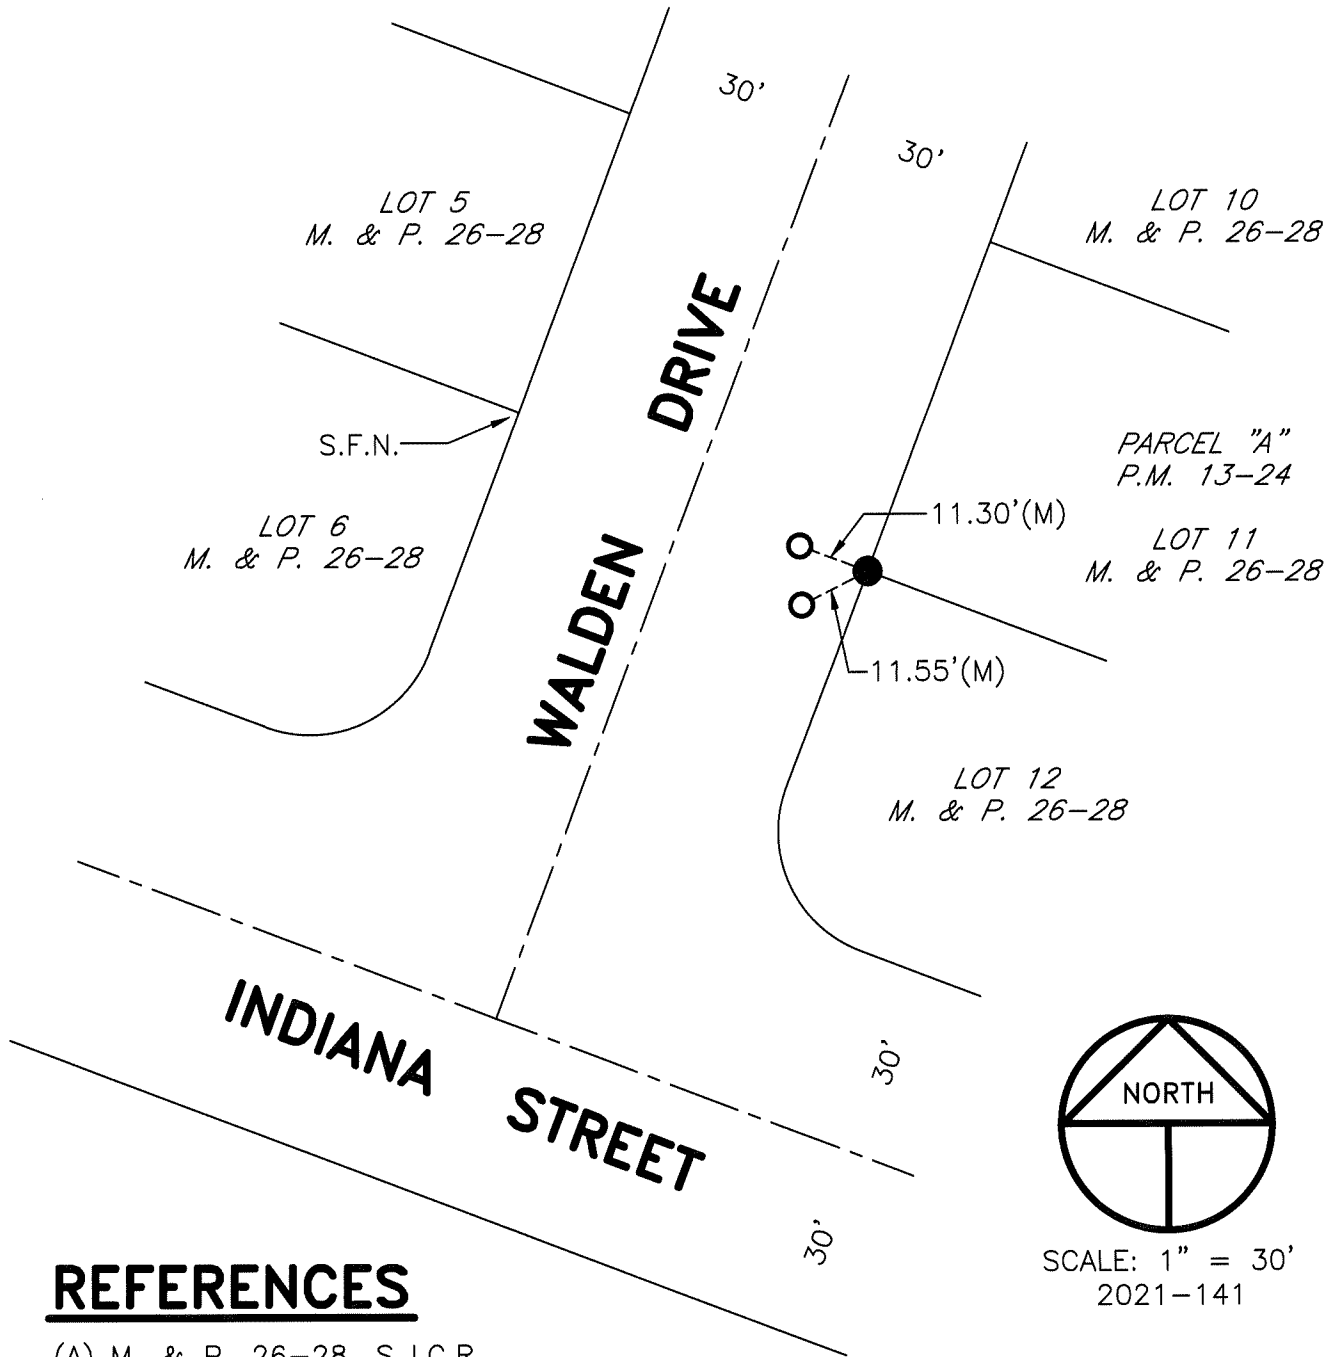 30'
30'
LOT 5
M. & P. 26-28
LOT 10
M. & P. 26-28
WALDEN DRIVE
S.F.N.
PARCEL "A"
P.M. 13-24
LOT 6
M. & P. 26-28
11.30'(M)
LOT 11
M. & P. 26-28
11.55'(M)
LOT 12
M. & P. 26-28
INDIANA STREET
30'
30'
NORTH
SCALE: 1" = 30'
2021-141
REFERENCES
(A) M. & P. 26-28, S.J.C.R.